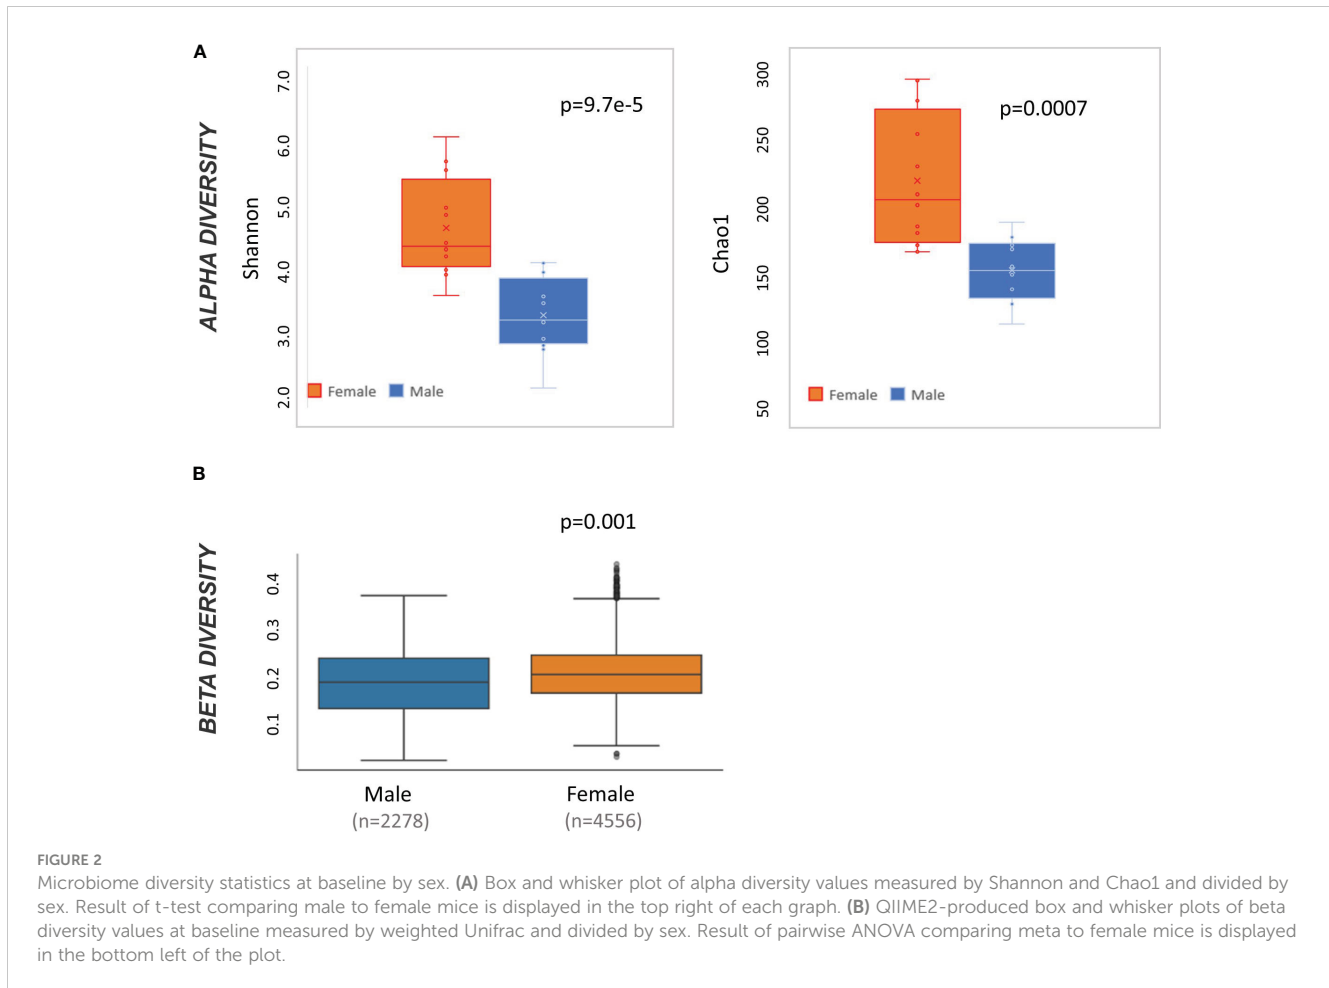 A
ALPHA DIVERSITY
Shannon
7.0
6.0
5.0
4.0
3.0
2.0
p=9.7e-5
Female
Male
Chao1
300
250
200
150
100
50
p=0.0007
Female
Male
B
BETA DIVERSITY
p=0.001
0.4
0.3
0.2
0.1
Male
Female
(n=2278)
(n=4556)
FIGURE 2
Microbiome diversity statistics at baseline by sex. (A) Box and whisker plot of alpha diversity values measured by Shannon and Chao1 and divided by
sex. Result of t-test comparing male to female mice is displayed in the top right of each graph. (B) QIIME2-produced box and whisker plots of beta
diversity values at baseline measured by weighted Unifrac and divided by sex. Result of pairwise ANOVA comparing meta to female mice is displayed
in the bottom left of the plot.